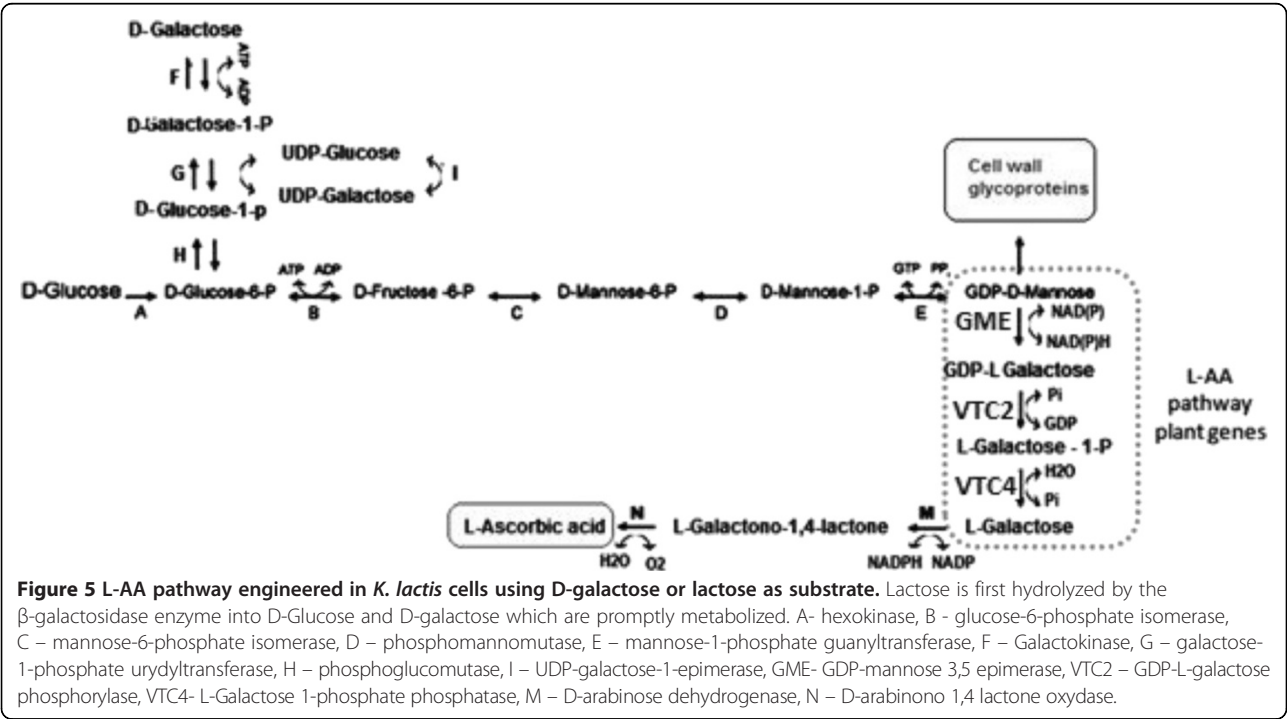 D-Galactose
F
ATP
ADP
D-Galactose-1-P
G
UDP-Glucose
I
UDP-Galactose
D-Glucose-1-p
H
Cell wall
glycoproteins
ATP ADP
GTP PP
D-Glucose
D-Glucose-6-P
D-Fructose -6-P
D-Mannose-6-P
D-Mannose-1-P
GDP-D-Mannose
A
B
C
D
E
GME
NAD(P)
NAD(P)H
GDP-L Galactose
VTC2
Pi
GDP
L-Galactose - 1-P
VTC4
H2O
Pi
L-AA
pathway
plant genes
L-Ascorbic acid
N
L-Galactono-1,4-lactone
M
L-Galactose
H2O O2
NADPH NADP
Figure 5 L-AA pathway engineered in K. lactis cells using D-galactose or lactose as substrate. Lactose is first hydrolyzed by the
β-galactosidase enzyme into D-Glucose and D-galactose which are promptly metabolized. A- hexokinase, B - glucose-6-phosphate isomerase,
C – mannose-6-phosphate isomerase, D – phosphomannomutase, E – mannose-1-phosphate guanyltransferase, F – Galactokinase, G – galactose-
1-phosphate urydyltransferase, H – phosphoglucomutase, I – UDP-galactose-1-epimerase, GME- GDP-mannose 3,5 epimerase, VTC2 – GDP-L-galactose
phosphorylase, VTC4- L-Galactose 1-phosphate phosphatase, M – D-arabinose dehydrogenase, N – D-arabinono 1,4 lactone oxydase.